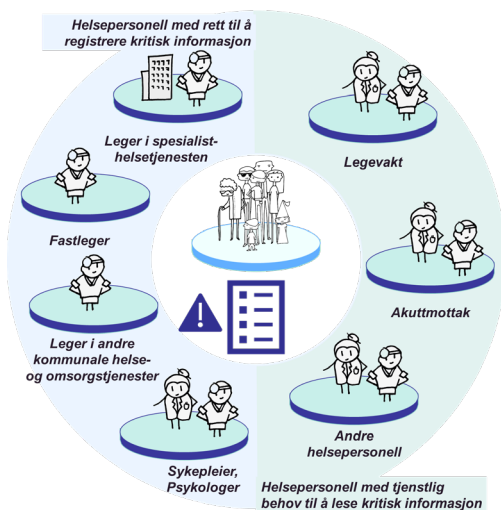 Helsepersonell med rett til å
registrere kritisk informasjon
Leger i spesialist-
helsetjenesten
Fastleger
Leger i andre
kommunale helse-
og omsorgstjenester
Sykepleier,
Psykologer
Legevakt
Akuttmottak
Andre
helsepersonell
Helsepersonell med tjenstlig
behov til å lese kritisk informasjon